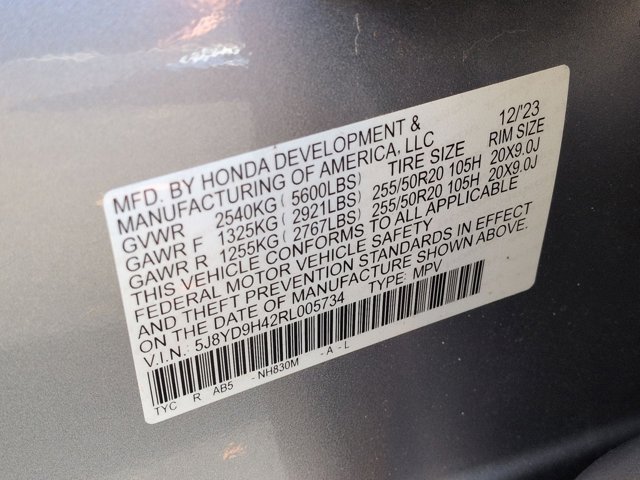 MFD. BY HONDA DEVELOPMENT & 12/'23
MANUFACTURING OF AMERICA, LLC
GVWR 2540KG( 5600LBS) TIRE SIZE RIM SIZE
GAWR F 1325KG( 2921LBS) 255/50R20 105H 20X9.0J
GAWR R 1255KG( 2767LBS) 255/50R20 105H 20X9.0J
THIS VEHICLE CONFORMS TO ALL APPLICABLE
FEDERAL MOTOR VEHICLE SAFETY
AND THEFT PREVENTION STANDARDS IN EFFECT
ON THE DATE OF MANUFACTURE SHOWN ABOVE.
V.I.N.: 5J8YD9H42RL005734 TYPE: MPV
TYC R AB5 -NH830M -A-L